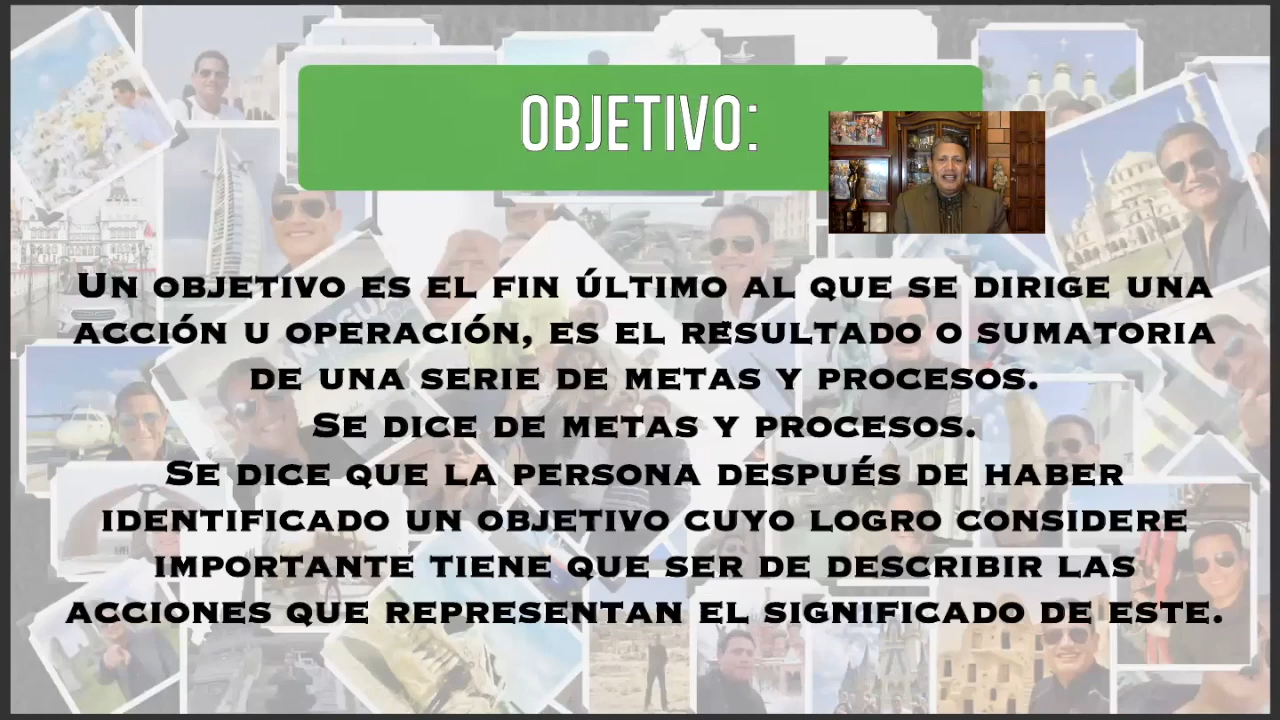 OBJETIVO:
Un objetivo es el fin último al que se dirige una
acción u operación, es el resultado o sumatoria
de una serie de metas y procesos.
Se dice de metas y procesos.
Se dice que la persona después de haber
identificado un objetivo cuyo logro considere
importante tiene que ser de describir las
acciones que representan el significado de este.